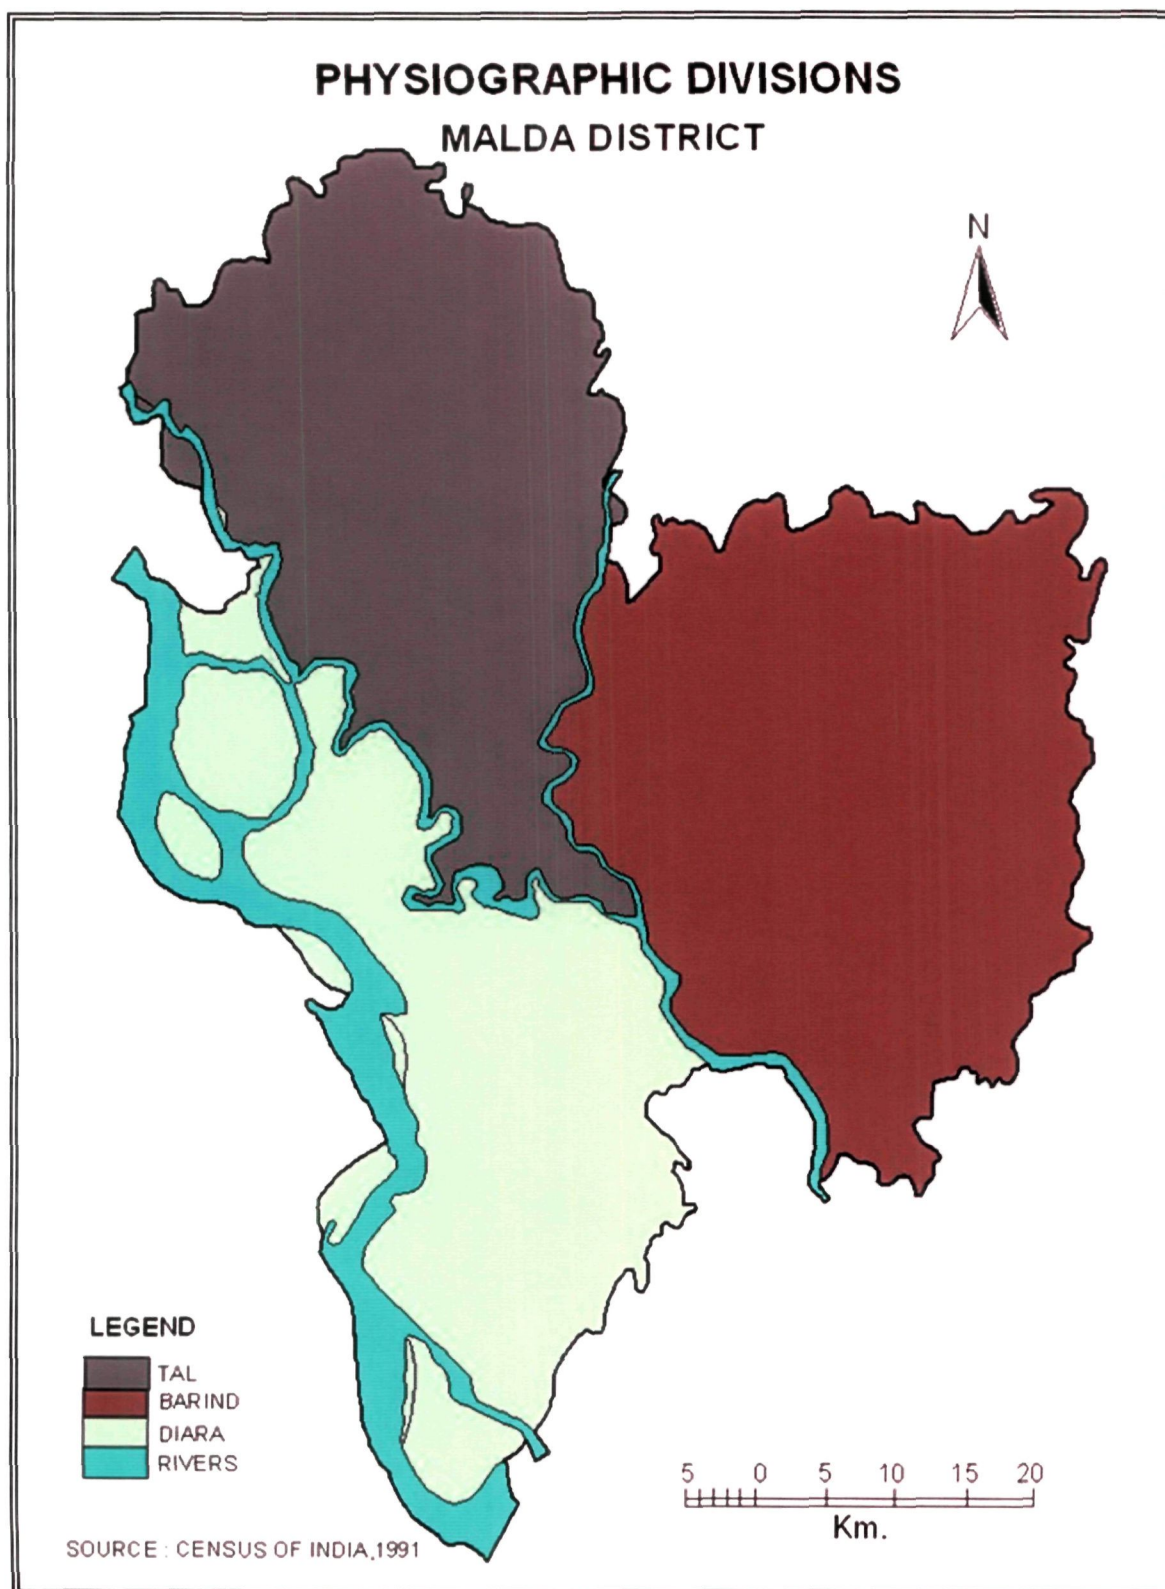 PHYSIOGRAPHIC DIVISIONS
MALDA DISTRICT
N
LEGEND
TAL
BARIND
DIARA
RIVERS
5 0 5 10 15 20
Km.
SOURCE : CENSUS OF INDIA,1991